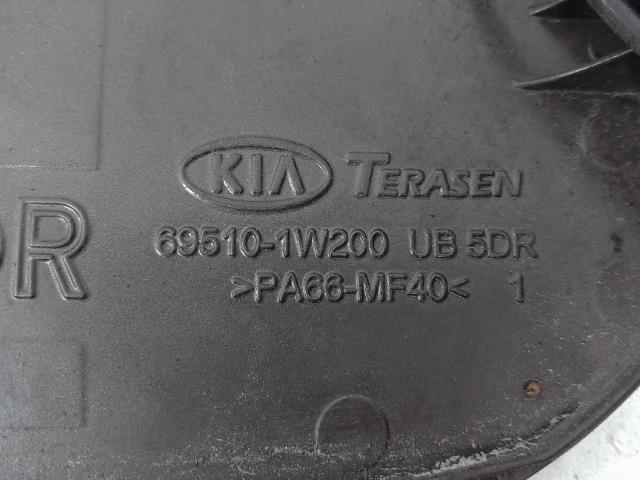 KIA TERASEN
69510-1W200 UB 5DR
>PA66-MF40< 1
R